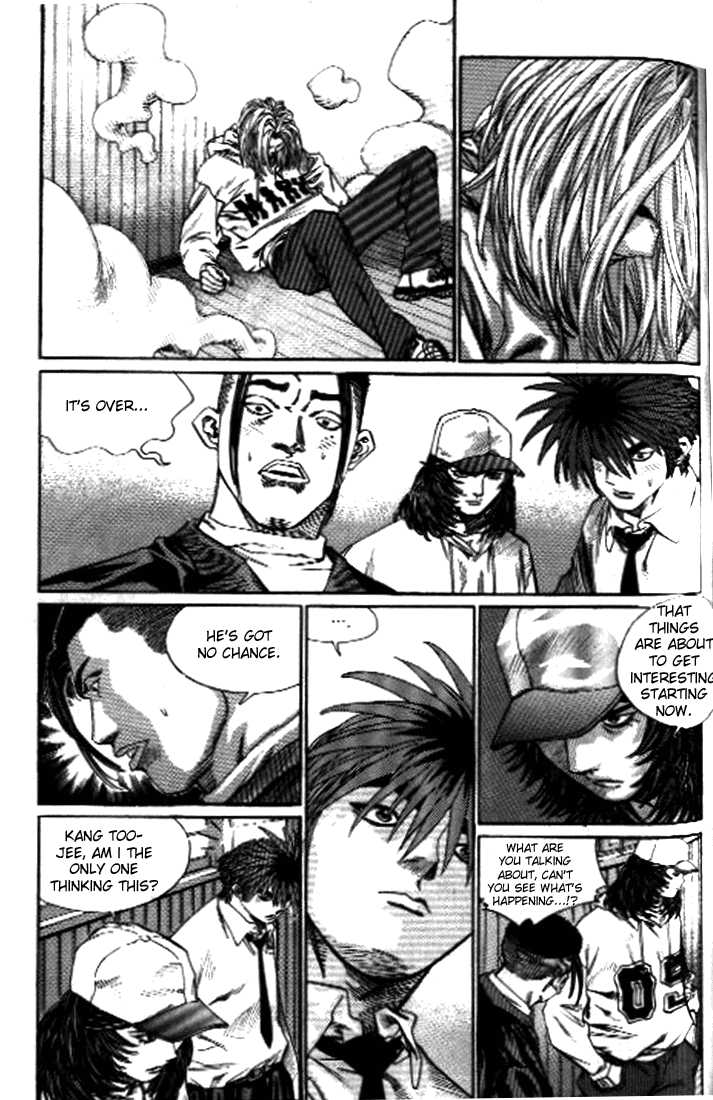 IT'S OVER...
HE'S GOT
NO CHANCE.
KANG TOO-
JEE, AM I THE
ONLY ONE
THINKING THIS?
...
THAT
THINGS
ARE ABOUT
TO GET
INTERESTING
STARTING
NOW.
WHAT ARE
YOU TALKING
ABOUT, CAN'T
YOU SEE WHAT'S
HAPPENING...!?